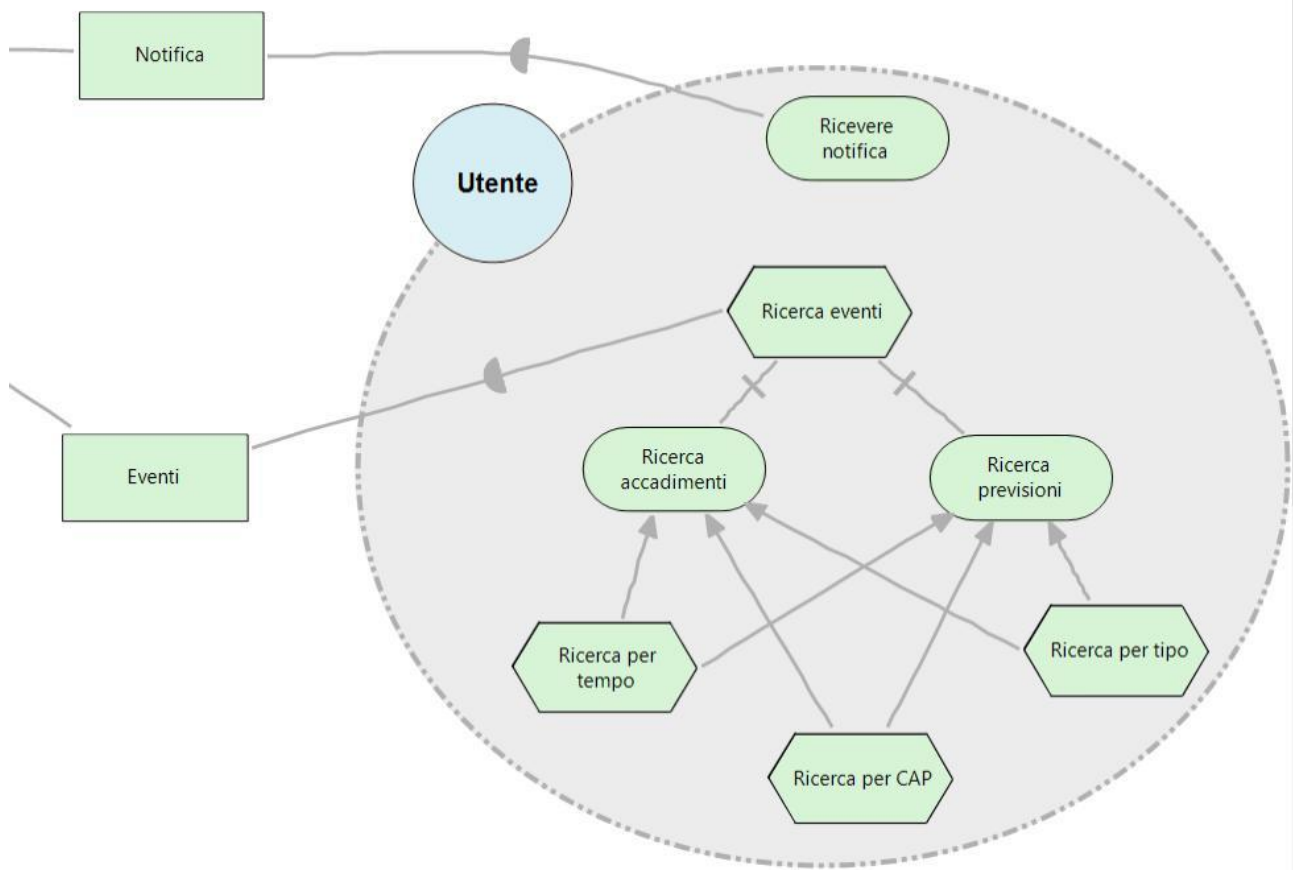 Notifica
Ricevere
notifica
Utente
Ricerca eventi
Ricerca
accadimenti
Ricerca
previsioni
Eventi
Ricerca per
tempo
Ricerca per tipo
Ricerca per CAP